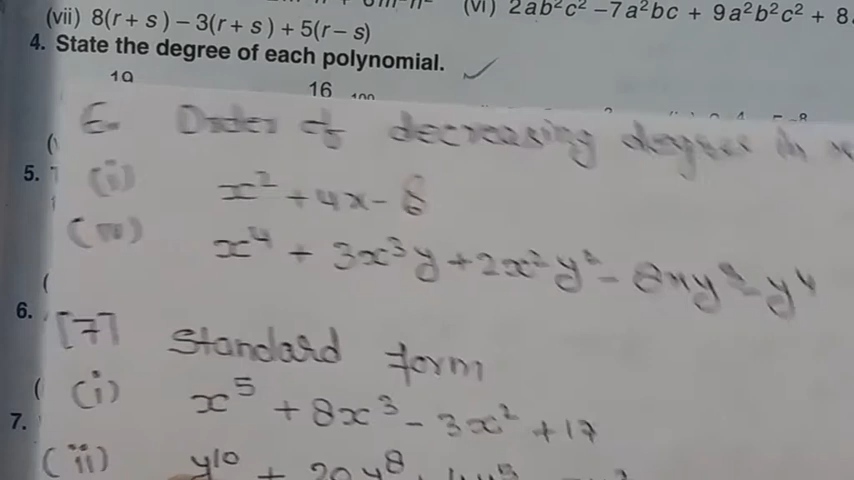 (vii) 8(r + s) – 3(r + s) + 5(r – s)
(vi) 2ab²c² – 7a²bc + 9a²b²c² + 8
4. State the degree of each polynomial.
19 16 100
Order of decreasing degree in
5. (i) x² + 4x - 6
x⁴ + 3x³y + 2x²y² - 8xy³ - y⁴
6. [7] Standard form
(i) x⁵ + 8x³ - 3x² + 17
7.
(ii) y¹⁰ + 20y⁸